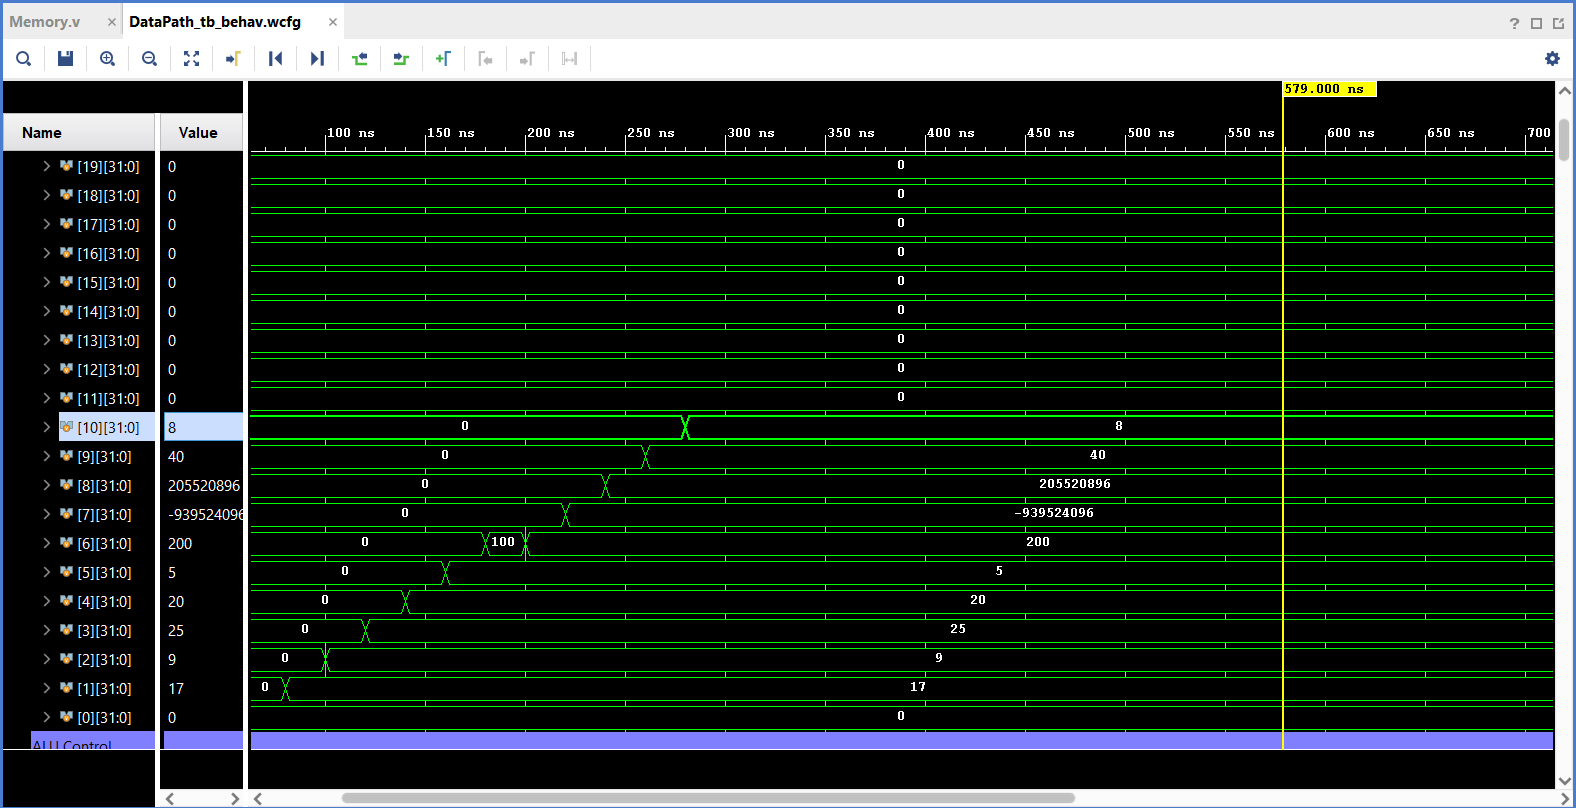 Memory.v × DataPath_tb_behav.wcfg ×
?
579.000 ns
Name Value
100 ns 150 ns 200 ns 250 ns 300 ns 350 ns 400 ns 450 ns 500 ns 550 ns 600 ns 650 ns 700
[19][31:0] 0 0
[18][31:0] 0 0
[17][31:0] 0 0
[16][31:0] 0 0
[15][31:0] 0 0
[14][31:0] 0 0
[13][31:0] 0 0
[12][31:0] 0 0
[11][31:0] 0 0
[10][31:0] 8 0 8
[9][31:0] 40 0 40
[8][31:0] 205520896 0 205520896
[7][31:0] -939524096 0 -939524096
[6][31:0] 200 0 100 200
[5][31:0] 5 0 5
[4][31:0] 20 0 20
[3][31:0] 25 0 25
[2][31:0] 9 0 9
[1][31:0] 17 0 17
[0][31:0] 0 0
ALU Control